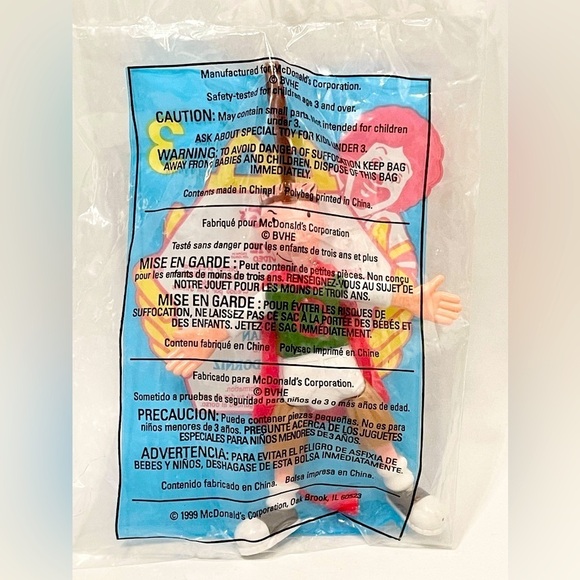 Manufactured for McDonald's Corporation.
© BVHE
Safety-tested for children age 3 and over.
CAUTION: May contain small parts. Not intended for children
under 3.
ASK ABOUT SPECIAL TOY FOR KIDS UNDER 3.
WARNING: TO AVOID DANGER OF SUFFOCATION KEEP BAG
AWAY FROM BABIES AND CHILDREN. DISPOSE OF THIS BAG
IMMEDIATELY.
Contents made in China. Polybag printed in China.
Fabriqué pour McDonald's Corporation
© BVHE
Testé sans danger pour les enfants de trois ans et plus
MISE EN GARDE : Peut contenir de petites pièces. Non conçu
pour les enfants de moins de trois ans. RENSEIGNEZ-VOUS AU SUJET DE
NOTRE JOUET POUR LES MOINS DE TROIS ANS.
MISE EN GARDE : POUR ÉVITER LES RISQUES DE
SUFFOCATION, NE LAISSEZ PAS CE SAC À LA PORTÉE DES BÉBÉS ET
DES ENFANTS. JETEZ CE SAC IMMÉDIATEMENT.
Contenu fabriqué en Chine Polysac imprimé en Chine
Fabricado para McDonald's Corporation.
© BVHE
Sometido a pruebas de seguridad para niños de 3 o más años de edad.
PRECAUCION: Puede contener piezas pequeñas. No es para
niños menores de 3 años. PREGUNTE ACERCA DE LOS JUGUETES
ESPECIALES PARA NIÑOS MENORES DE 3 AÑOS.
ADVERTENCIA: PARA EVITAR EL PELIGRO DE ASFIXIA DE
BEBES Y NIÑOS, DESHAGASE DE ESTA BOLSA INMEDIATAMENTE.
Contenido fabricado en China. Bolsa impresa en China.
© 1999 McDonald's Corporation, Oak Brook, IL 60523